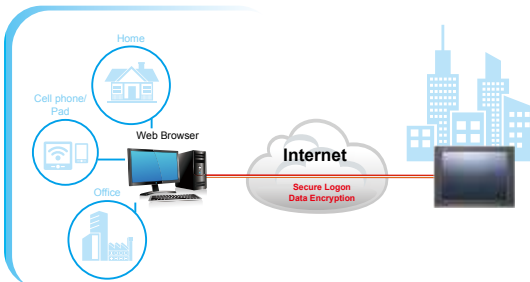 Home
Cell phone/
Pad
Web Browser
Office
Internet
Secure Logon
Data Encryption